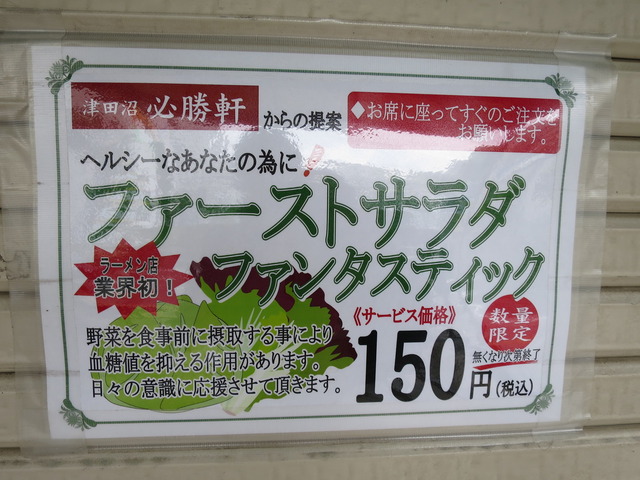 津田沼 必勝軒 からの提案
◆お席に座ってすぐのご注文を
お願いします。
ヘルシーなあなたの為に！
ファーストサラダ
ファンタスティック
ラーメン店
業界初！
野菜を食事前に摂取する事により
血糖値を抑える作用があります。
日々の意識に応援させて頂きます。
《サービス価格》
150円(税込)
数量
限定
無くなり次第終了